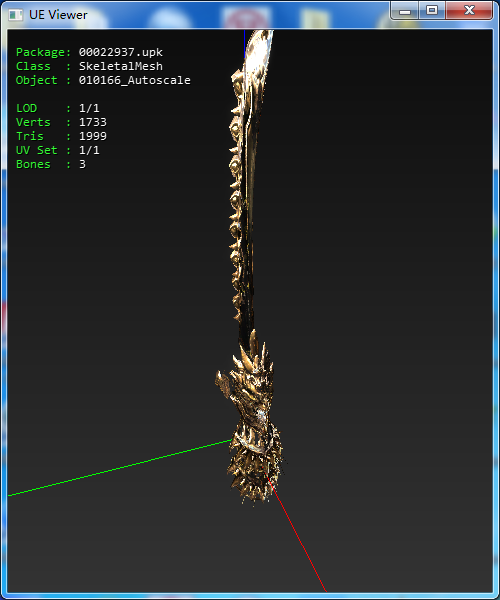 UE Viewer
Package: 00022937.upk
Class  : SkeletalMesh
Object : 010166_Autoscale
LOD    : 1/1
Verts  : 1733
Tris   : 1999
UV Set : 1/1
Bones  : 3